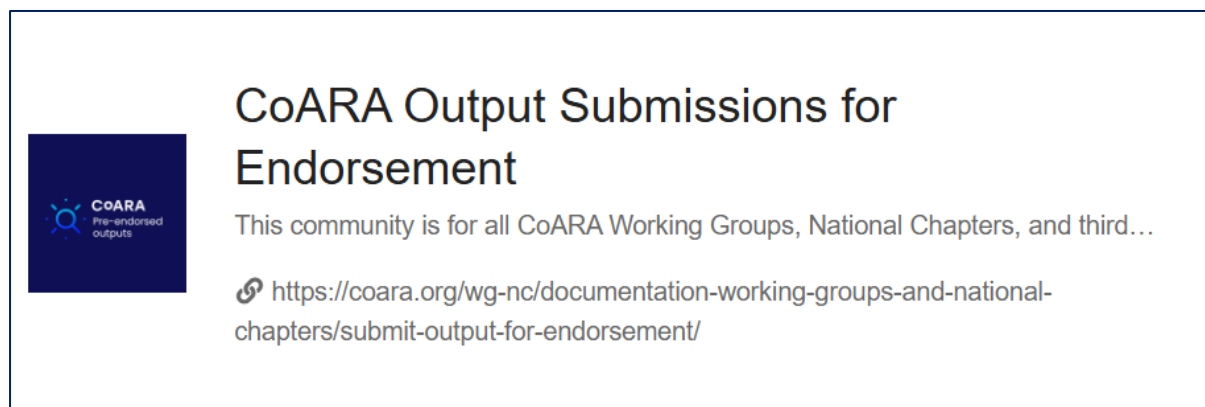 CoARA Output Submissions for
Endorsement
COARA
Pre-endorsed
outputs
This community is for all CoARA Working Groups, National Chapters, and third…
https://coara.org/wg-nc/documentation-working-groups-and-national-
chapters/submit-output-for-endorsement/